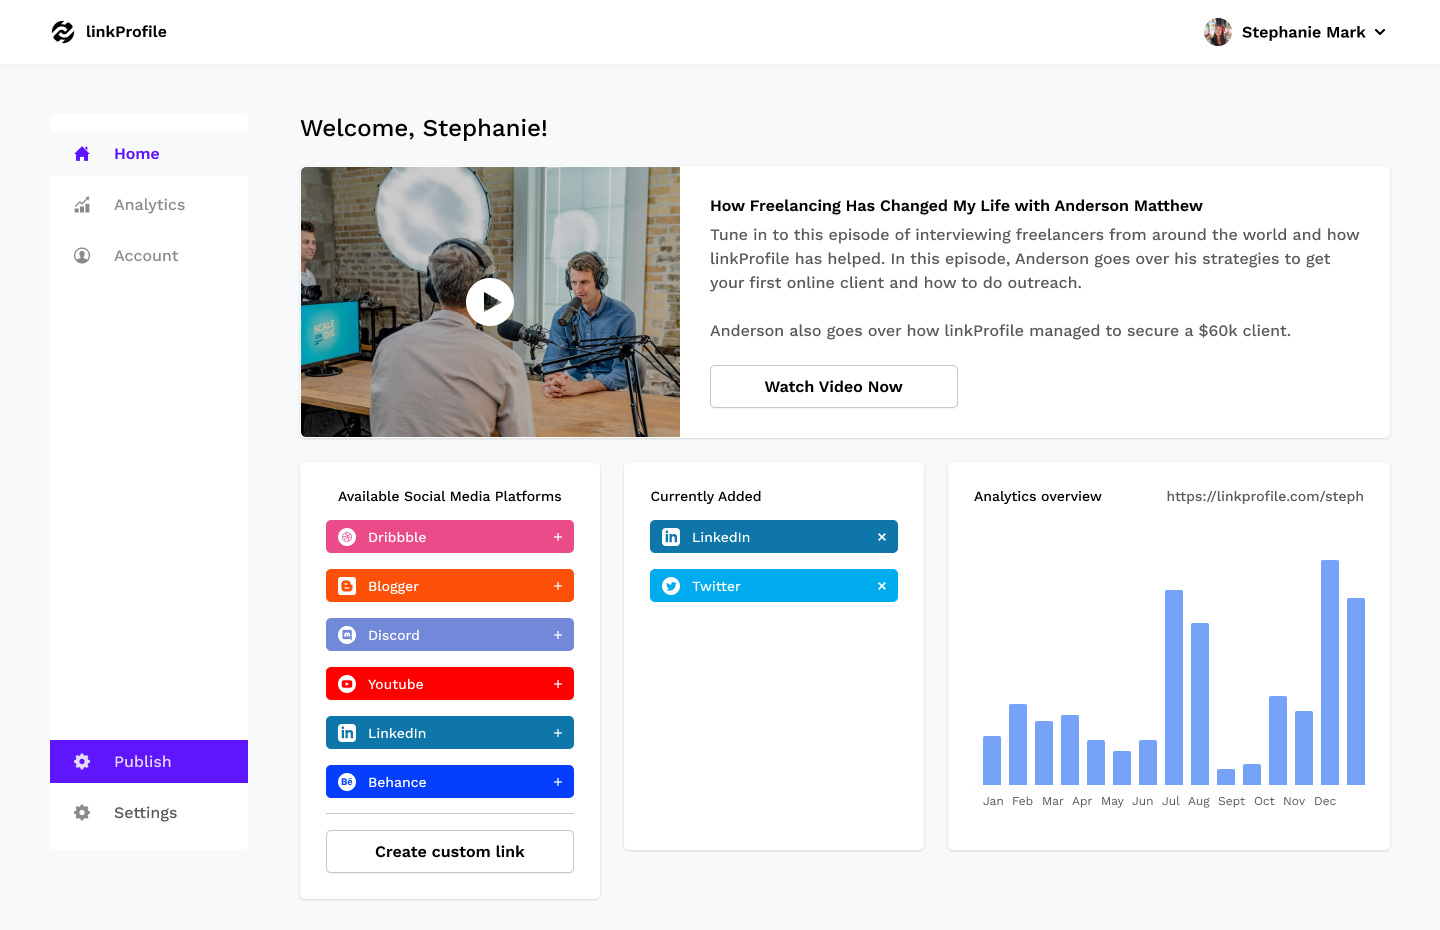 linkProfile
Stephanie Mark
Home
Analytics
Account
Publish
Settings
Welcome, Stephanie!
SCALE
OR DIE
How Freelancing Has Changed My Life with Anderson Matthew
Tune in to this episode of interviewing freelancers from around the world and how
linkProfile has helped. In this episode, Anderson goes over his strategies to get
your first online client and how to do outreach.
Anderson also goes over how linkProfile managed to secure a $60k client.
Watch Video Now
Available Social Media Platforms
Dribbble +
Blogger +
Discord +
Youtube +
in LinkedIn +
Bē Behance +
Create custom link
Currently Added
in LinkedIn ×
Twitter ×
Analytics overview https://linkprofile.com/steph
Jan Feb Mar Apr May Jun Jul Aug Sept Oct Nov Dec